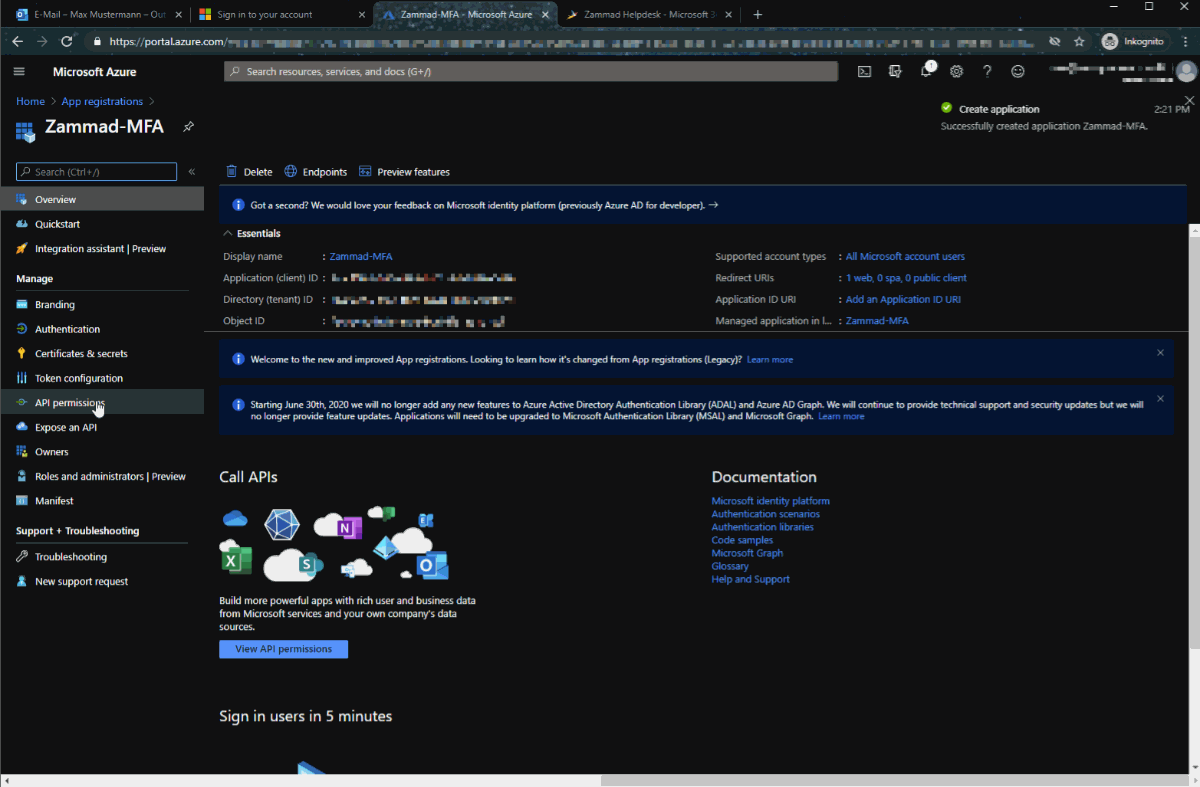 E-Mail – Max Mustermann – Out
Sign in to your account
Zammad-MFA - Microsoft Azure
Zammad Helpdesk - Microsoft 3
https://portal.azure.com/
Inkognito
Microsoft Azure
Search resources, services, and docs (G+/)
1
Home > App registrations >
Zammad-MFA
Create application
2:21 PM
Successfully created application Zammad-MFA.
Search (Ctrl+/)
«
Delete
Endpoints
Preview features
Overview
Quickstart
Integration assistant | Preview
Manage
Branding
Authentication
Certificates & secrets
Token configuration
API permissions
Expose an API
Owners
Roles and administrators | Preview
Manifest
Support + Troubleshooting
Troubleshooting
New support request
Got a second? We would love your feedback on Microsoft identity platform (previously Azure AD for developer). →
Essentials
Display name : Zammad-MFA
Application (client) ID :
Directory (tenant) ID :
Object ID :
Supported account types : All Microsoft account users
Redirect URIs : 1 web, 0 spa, 0 public client
Application ID URI : Add an Application ID URI
Managed application in l... : Zammad-MFA
Welcome to the new and improved App registrations. Looking to learn how it's changed from App registrations (Legacy)? Learn more
Starting June 30th, 2020 we will no longer add any new features to Azure Active Directory Authentication Library (ADAL) and Azure AD Graph. We will continue to provide technical support and security updates but we will
no longer provide feature updates. Applications will need to be upgraded to Microsoft Authentication Library (MSAL) and Microsoft Graph. Learn more
Call APIs
N
E
X
S
O
Build more powerful apps with rich user and business data
from Microsoft services and your own company's data
sources.
View API permissions
Documentation
Microsoft identity platform
Authentication scenarios
Authentication libraries
Code samples
Microsoft Graph
Glossary
Help and Support
Sign in users in 5 minutes